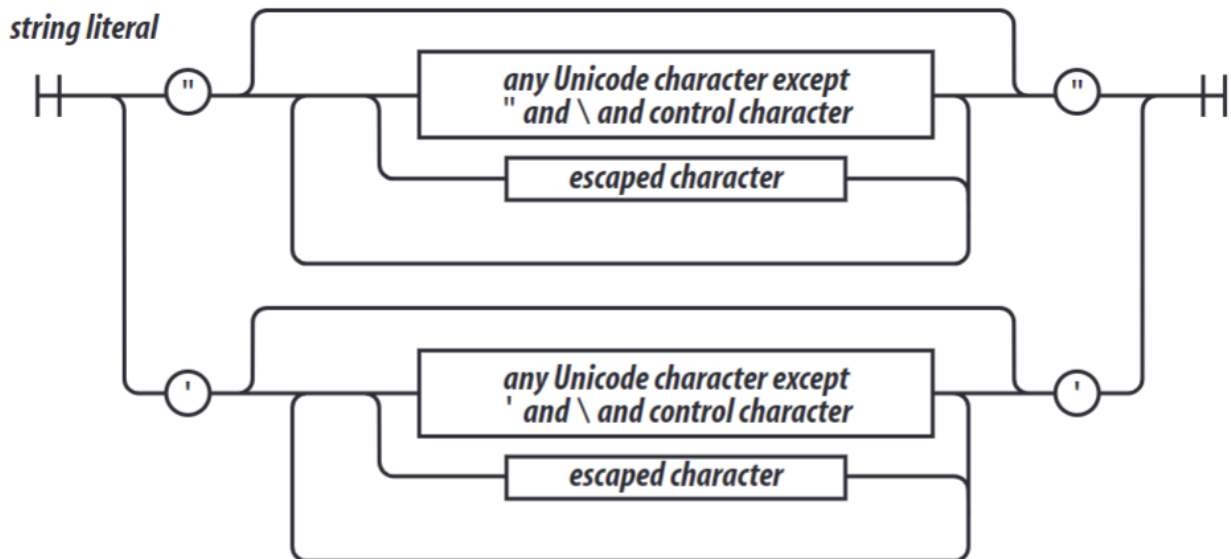 string literal
"
any Unicode character except
" and \ and control character
"
escaped character
'
any Unicode character except
' and \ and control character
'
escaped character